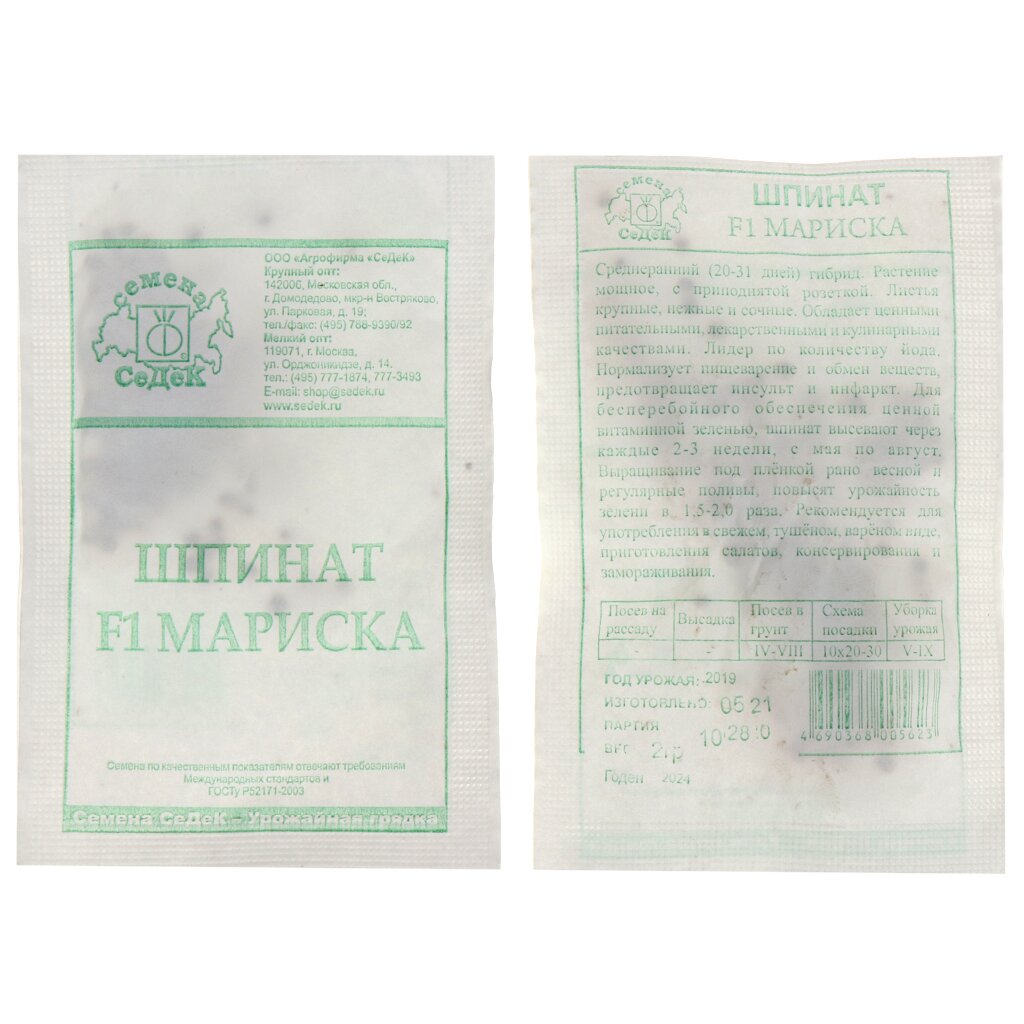 семена
СеДеК
ООО «Агрофирма «СеДеК»
Крупный опт:
142006, Московская обл.,
г. Домодедово, мкр-н Востряково,
ул. Парковая, д. 19;
тел./факс: (495) 788-9390/92
Мелкий опт:
119071, г. Москва,
ул. Орджоникидзе, д. 14.
тел.: (495) 777-1874, 777-3493
E-mail: shop@sedek.ru
www.sedek.ru
ШПИНАТ
F1 МАРИСКА
Семена по качественным показателям отвечают требованиям
Международных стандартов и
ГОСТу Р52171-2003
Семена СеДеК – Урожайная грядка
семена
СеДеК
ШПИНАТ
F1 МАРИСКА
Среднеранний (20-31 дней) гибрид. Растение
мощное, с приподнятой розеткой. Листья
крупные, нежные и сочные. Обладает ценными
питательными, лекарственными и кулинарными
качествами. Лидер по количеству йода.
Нормализует пищеварение и обмен веществ,
предотвращает инсульт и инфаркт. Для
бесперебойного обеспечения ценной
витаминной зеленью, шпинат высевают через
каждые 2-3 недели, с мая по август.
Выращивание под плёнкой рано весной и
регулярные поливы, повысят урожайность
зелени в 1,5-2,0 раза. Рекомендуется для
употребления в свежем, тушёном, варёном виде,
приготовления салатов, консервирования и
замораживания.
Посев на рассаду Высадка Посев в грунт Схема посадки Уборка урожая
- - IV-VIII 10х20-30 V-IX
ГОД УРОЖАЯ: 2019
ИЗГОТОВЛЕНО: 05 21
ПАРТИЯ 10 28 0
2гр
Годен 2024
4 690368 005623